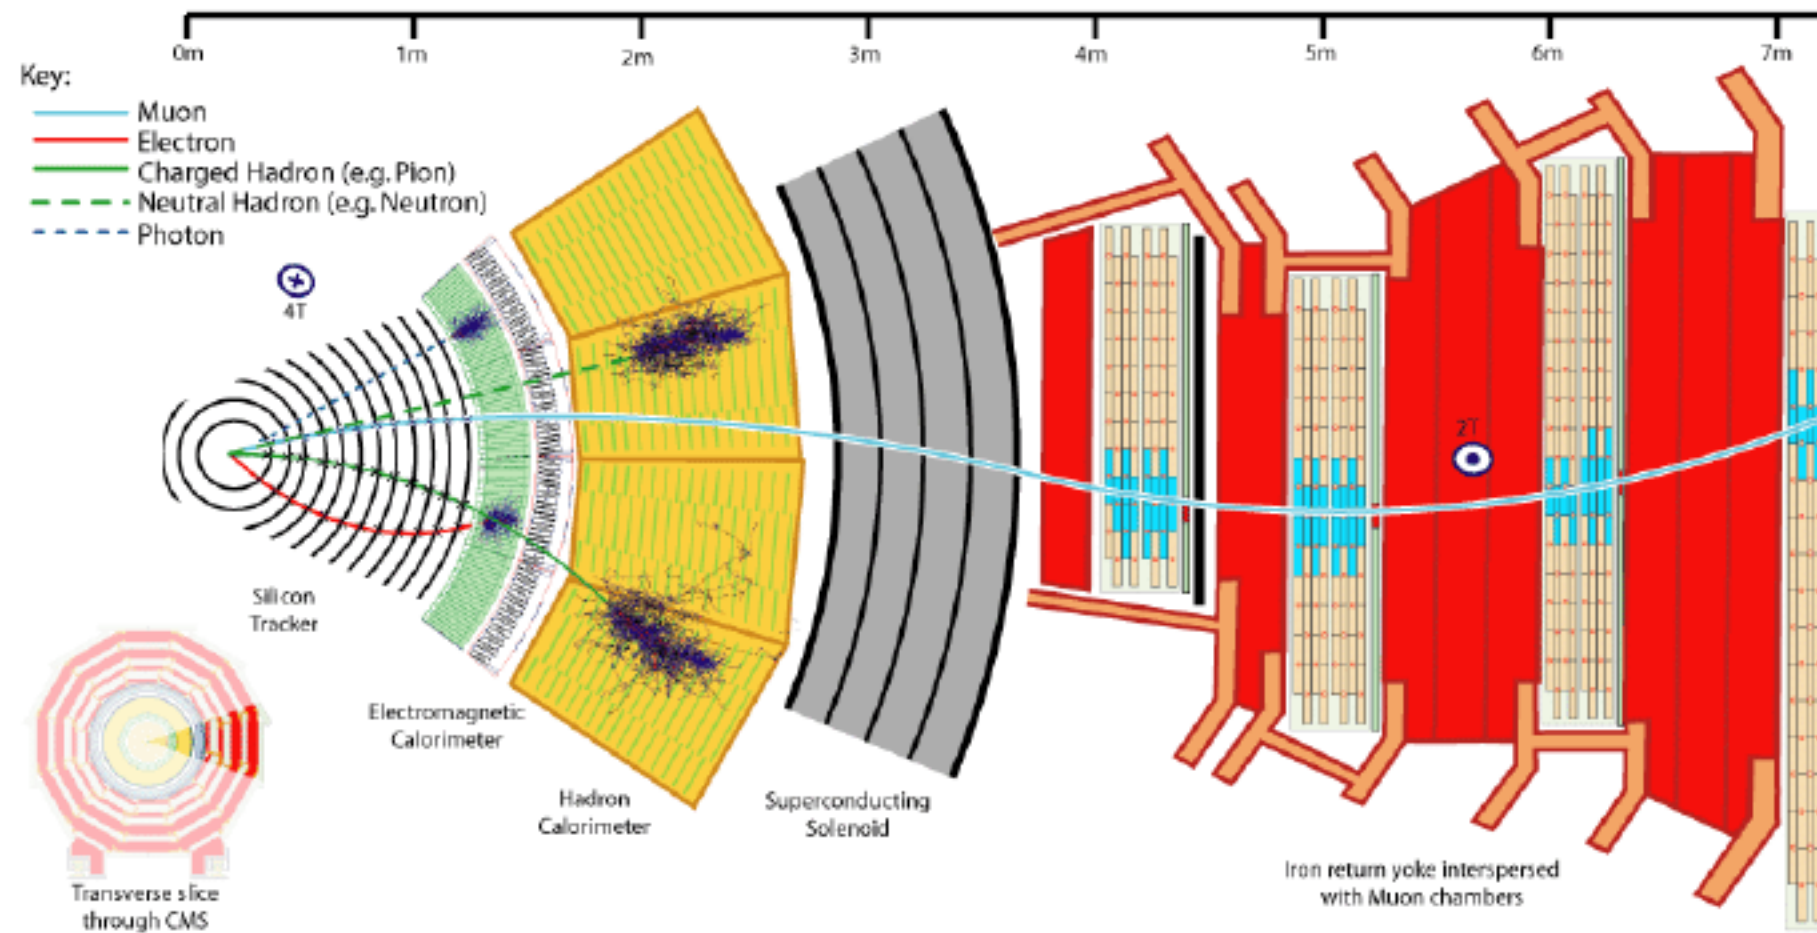 0m 1m 2m 3m 4m 5m 6m 7m
Key:
Muon
Electron
Charged Hadron (e.g. Pion)
Neutral Hadron (e.g. Neutron)
Photon
4T
2T
Silicon
Tracker
Electromagnetic
Calorimeter
Hadron
Calorimeter
Superconducting
Solenoid
Iron return yoke interspersed
with Muon chambers
Transverse slice
through CMS